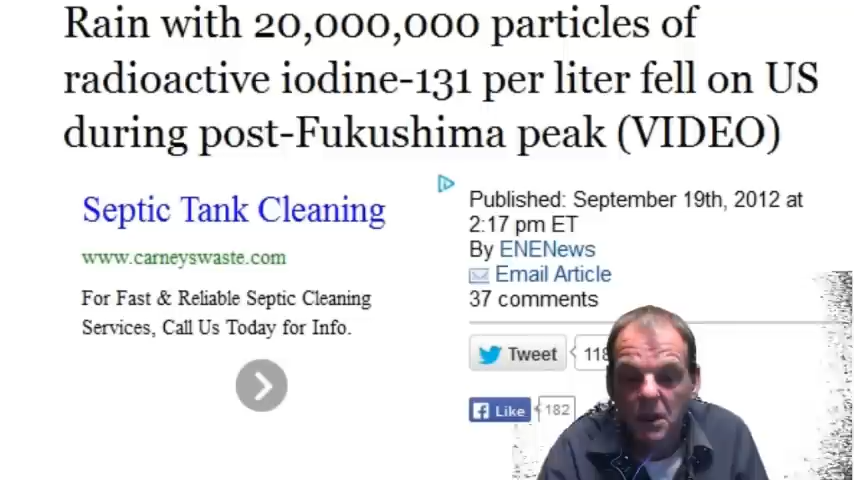 Rain with 20,000,000 particles of
radioactive iodine-131 per liter fell on US
during post-Fukushima peak (VIDEO)
Septic Tank Cleaning
www.carneyswaste.com
For Fast & Reliable Septic Cleaning
Services, Call Us Today for Info.
Published: September 19th, 2012 at
2:17 pm ET
By ENENews
Email Article
37 comments
Tweet
Like 182